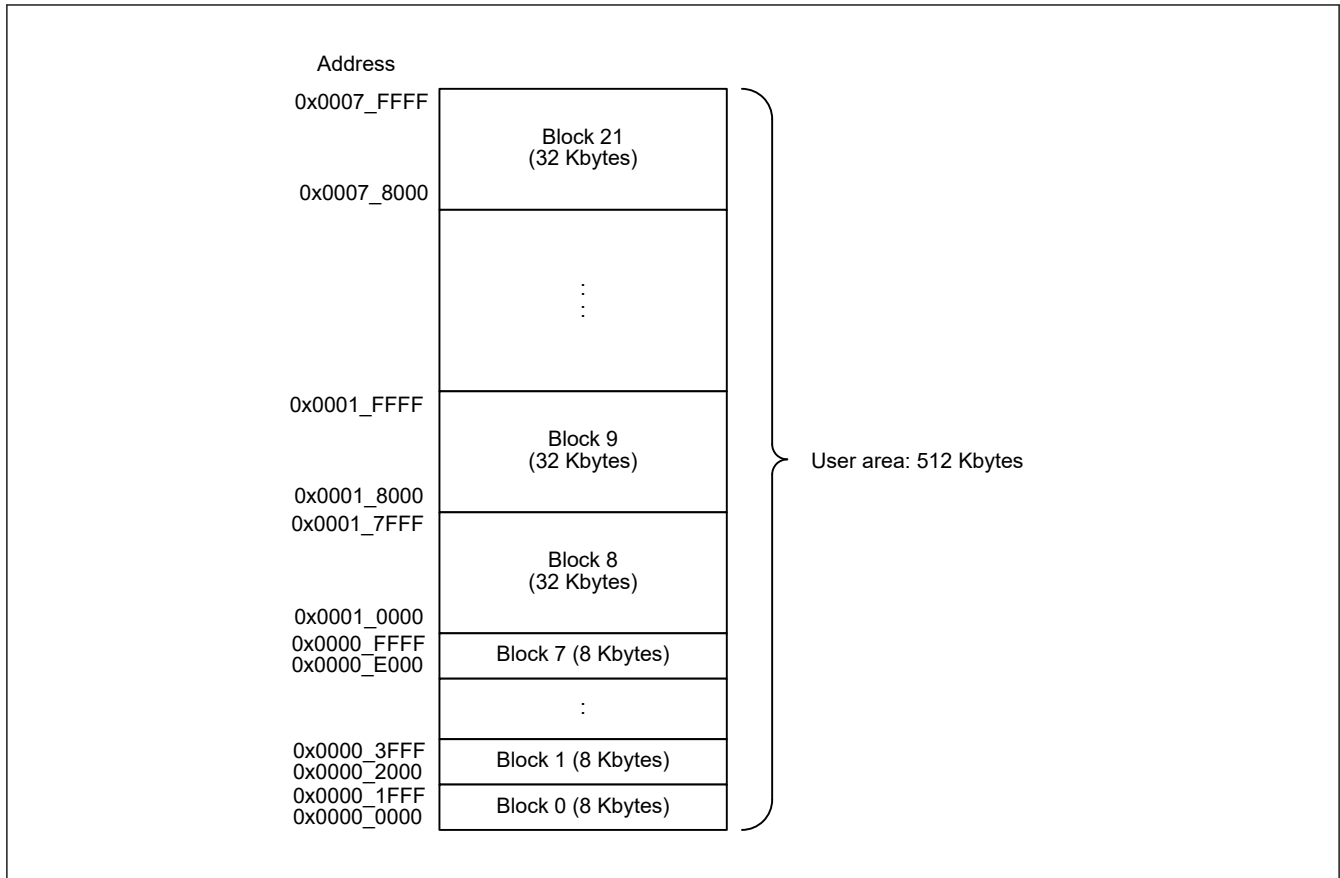 Address
0x0007_FFFF
Block 21
(32 Kbytes)
0x0007_8000
:
:
0x0001_FFFF
Block 9
(32 Kbytes)
User area: 512 Kbytes
0x0001_8000
0x0001_7FFF
Block 8
(32 Kbytes)
0x0001_0000
0x0000_FFFF
Block 7 (8 Kbytes)
0x0000_E000
:
0x0000_3FFF
Block 1 (8 Kbytes)
0x0000_2000
0x0000_1FFF
Block 0 (8 Kbytes)
0x0000_0000